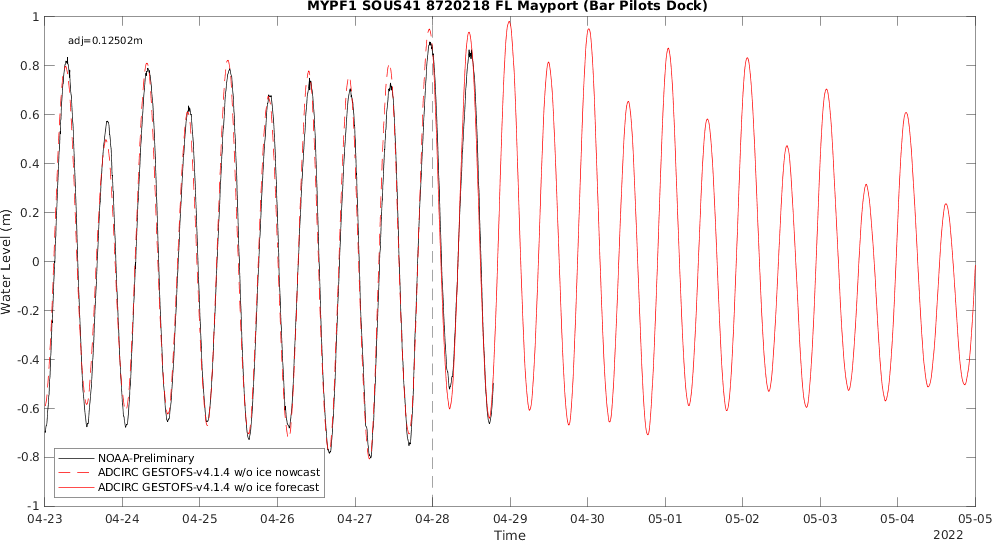 MYPF1 SOUS41 8720218 FL Mayport (Bar Pilots Dock)
adj=0.12502m
1
0.8
0.6
0.4
0.2
0
-0.2
-0.4
-0.6
-0.8
-1
Water Level (m)
NOAA-Preliminary
ADCIRC GESTOFS-v4.1.4 w/o ice nowcast
ADCIRC GESTOFS-v4.1.4 w/o ice forecast
04-23 04-24 04-25 04-26 04-27 04-28 04-29 04-30 05-01 05-02 05-03 05-04 05-05
Time
2022